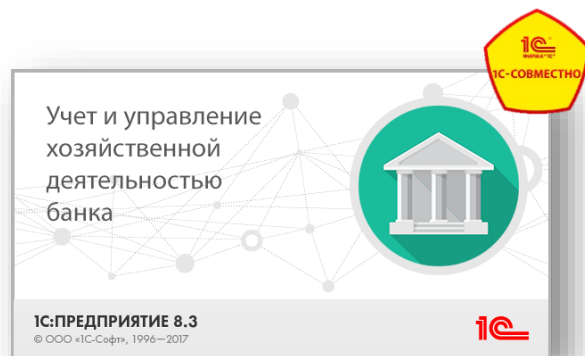 1С
ФИРМА "1С"
1С-СОВМЕСТНО
Учет и управление
хозяйственной
деятельностью
банка
1С:ПРЕДПРИЯТИЕ 8.3
© ООО «1С-Софт», 1996—2017
1С